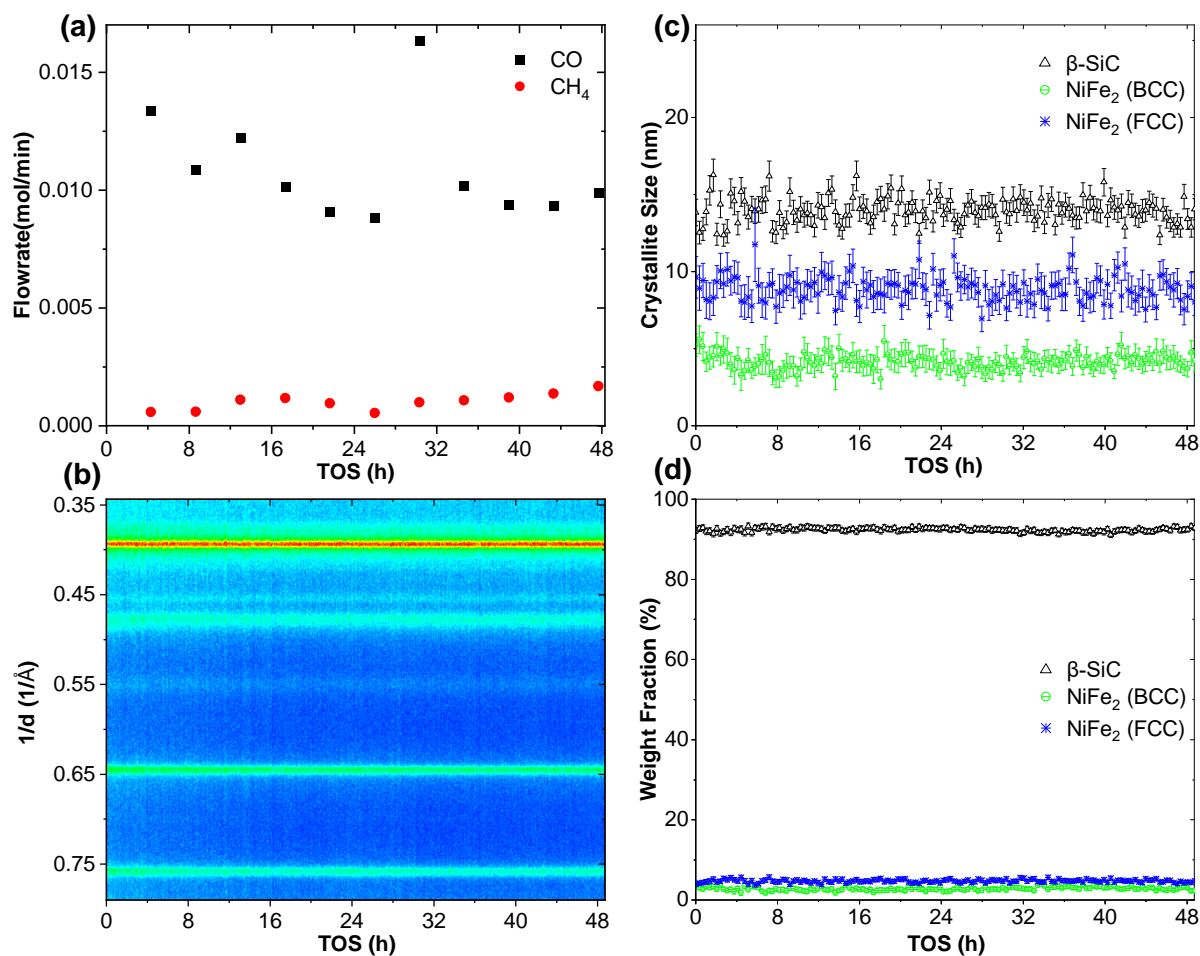 (a)
CO
CH4
0.015
0.010
0.005
0.000
Flowrate(mol/min)
0 8 16 24 32 40 48
TOS (h)
(b)
0.35
0.45
0.55
0.65
0.75
1/d (1/Å)
0 8 16 24 32 40 48
TOS (h)
(c)
β-SiC
NiFe2 (BCC)
NiFe2 (FCC)
20
10
0
Crystallite Size (nm)
0 8 16 24 32 40 48
TOS (h)
(d)
100
80
60
40
20
0
Weight Fraction (%)
β-SiC
NiFe2 (BCC)
NiFe2 (FCC)
0 8 16 24 32 40 48
TOS (h)